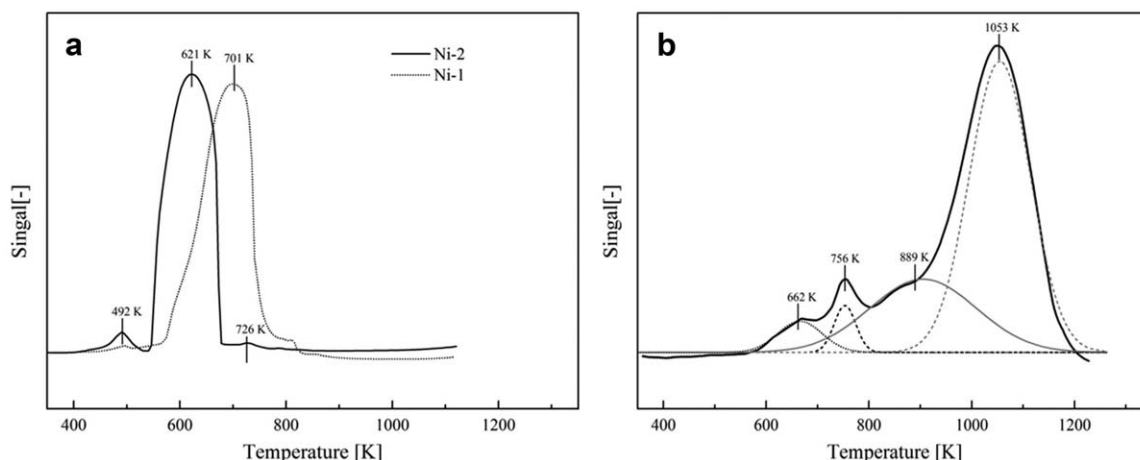 a
621 K
701 K
Ni-2
Ni-1
492 K
726 K
Singal[-]
400
600
800
1000
1200
Temperature [K]
b
1053 K
889 K
756 K
662 K
Singal[-]
400
600
800
1000
1200
Temperature [K]